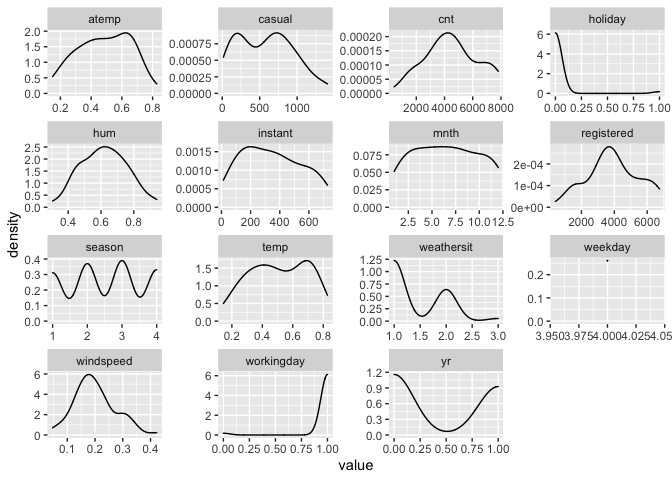 atemp casual cnt holiday
2.0 1.5 1.0 0.5 0.0
0.00075 0.00050 0.00025 0.00000
0.00020 0.00015 0.00010 0.00005 0.00000
6 4 2 0
0.2 0.4 0.6 0.8 0 500 1000 2000 4000 6000 8000 0.00 0.25 0.50 0.75 1.00
hum instant mnth registered
2.5 2.0 1.5 1.0 0.5 0.0
0.0015 0.0010 0.0005 0.0000
0.075 0.050 0.025 0.000
2e-04 1e-04 0e+00
0.4 0.6 0.8 0 200 400 600 2.5 5.0 7.5 10.0 12.5 2000 4000 6000
density
season temp weathersit weekday
0.4 0.3 0.2 0.1 0.0
1.5 1.0 0.5 0.0
1.25 1.00 0.75 0.50 0.25 0.00
0.2 0.1 0.0
1 2 3 4 0.2 0.4 0.6 0.8 1.0 1.5 2.0 2.5 3.0 3.950 3.975 4.000 4.025 4.05
windspeed workingday yr
6 4 2 0
6 4 2 0
1.2 0.9 0.6 0.3 0.0
0.1 0.2 0.3 0.4 0.00 0.25 0.50 0.75 1.00 0.00 0.25 0.50 0.75 1.00
value